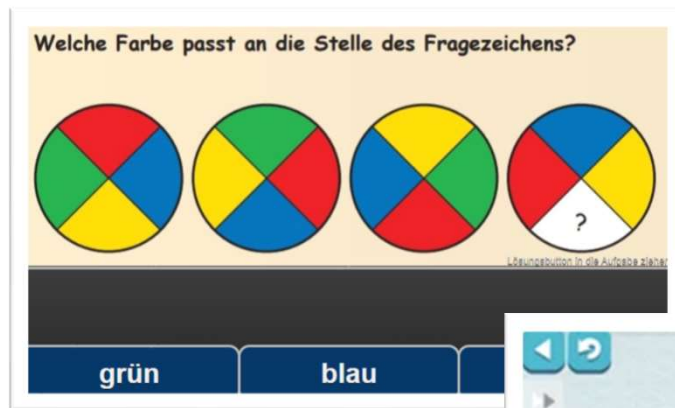 Welche Farbe passt an die Stelle des Fragezeichens?
?
Lösungsbutton in die Aufgabe ziehen
grün
blau